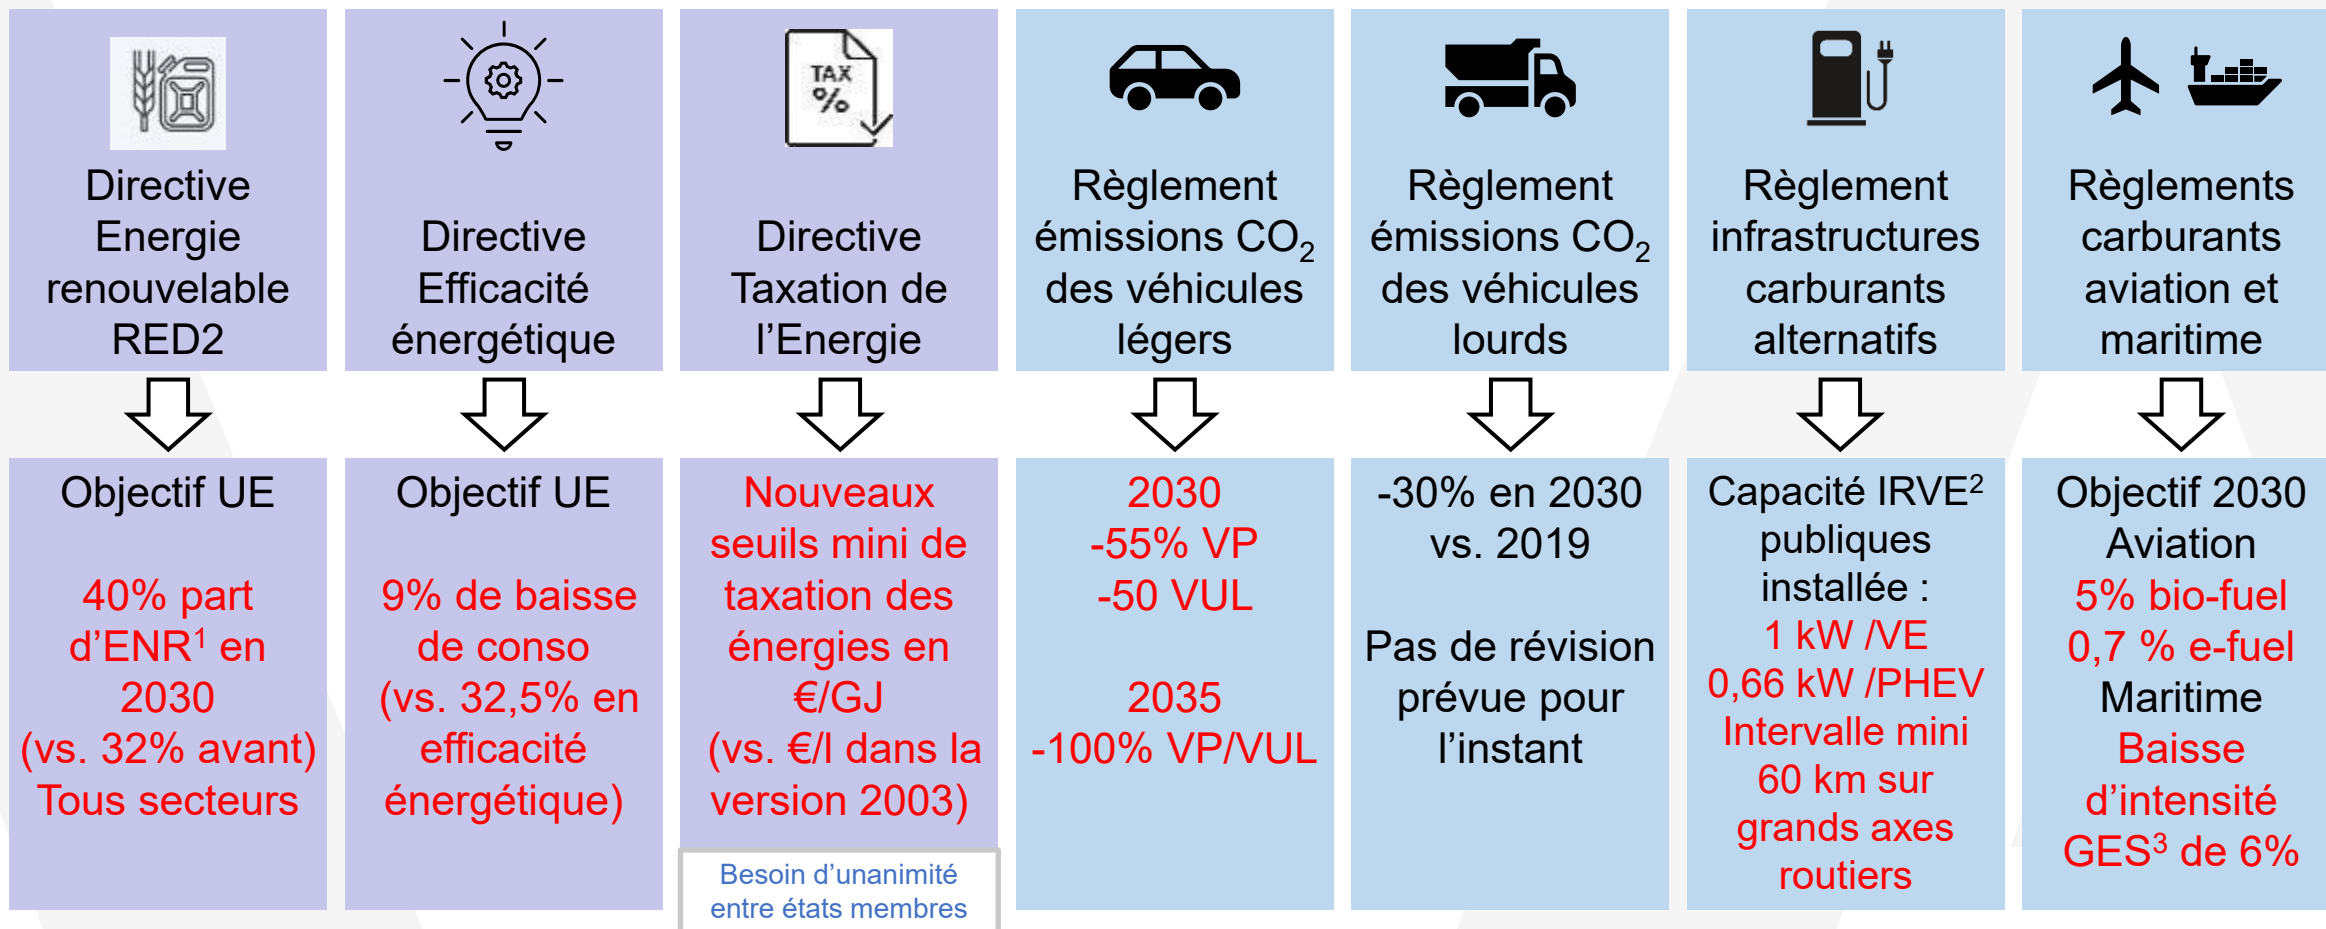 TAX
%
Directive
Energie
renouvelable
RED2
Directive
Efficacité
énergétique
Directive
Taxation de
l’Energie
Règlement
émissions CO₂
des véhicules
légers
Règlement
émissions CO₂
des véhicules
lourds
Règlement
infrastructures
carburants
alternatifs
Règlements
carburants
aviation et
maritime
Objectif UE
40% part
d’ENR¹ en
2030
(vs. 32% avant)
Tous secteurs
Objectif UE
9% de baisse
de conso
(vs. 32,5% en
efficacité
énergétique)
Nouveaux
seuils mini de
taxation des
énergies en
€/GJ
(vs. €/l dans la
version 2003)
Besoin d’unanimité
entre états membres
2030
-55% VP
-50 VUL
2035
-100% VP/VUL
-30% en 2030
vs. 2019
Pas de révision
prévue pour
l’instant
Capacité IRVE²
publiques
installée :
1 kW /VE
0,66 kW /PHEV
Intervalle mini
60 km sur
grands axes
routiers
Objectif 2030
Aviation
5% bio-fuel
0,7 % e-fuel
Maritime
Baisse
d’intensité
GES³ de 6%